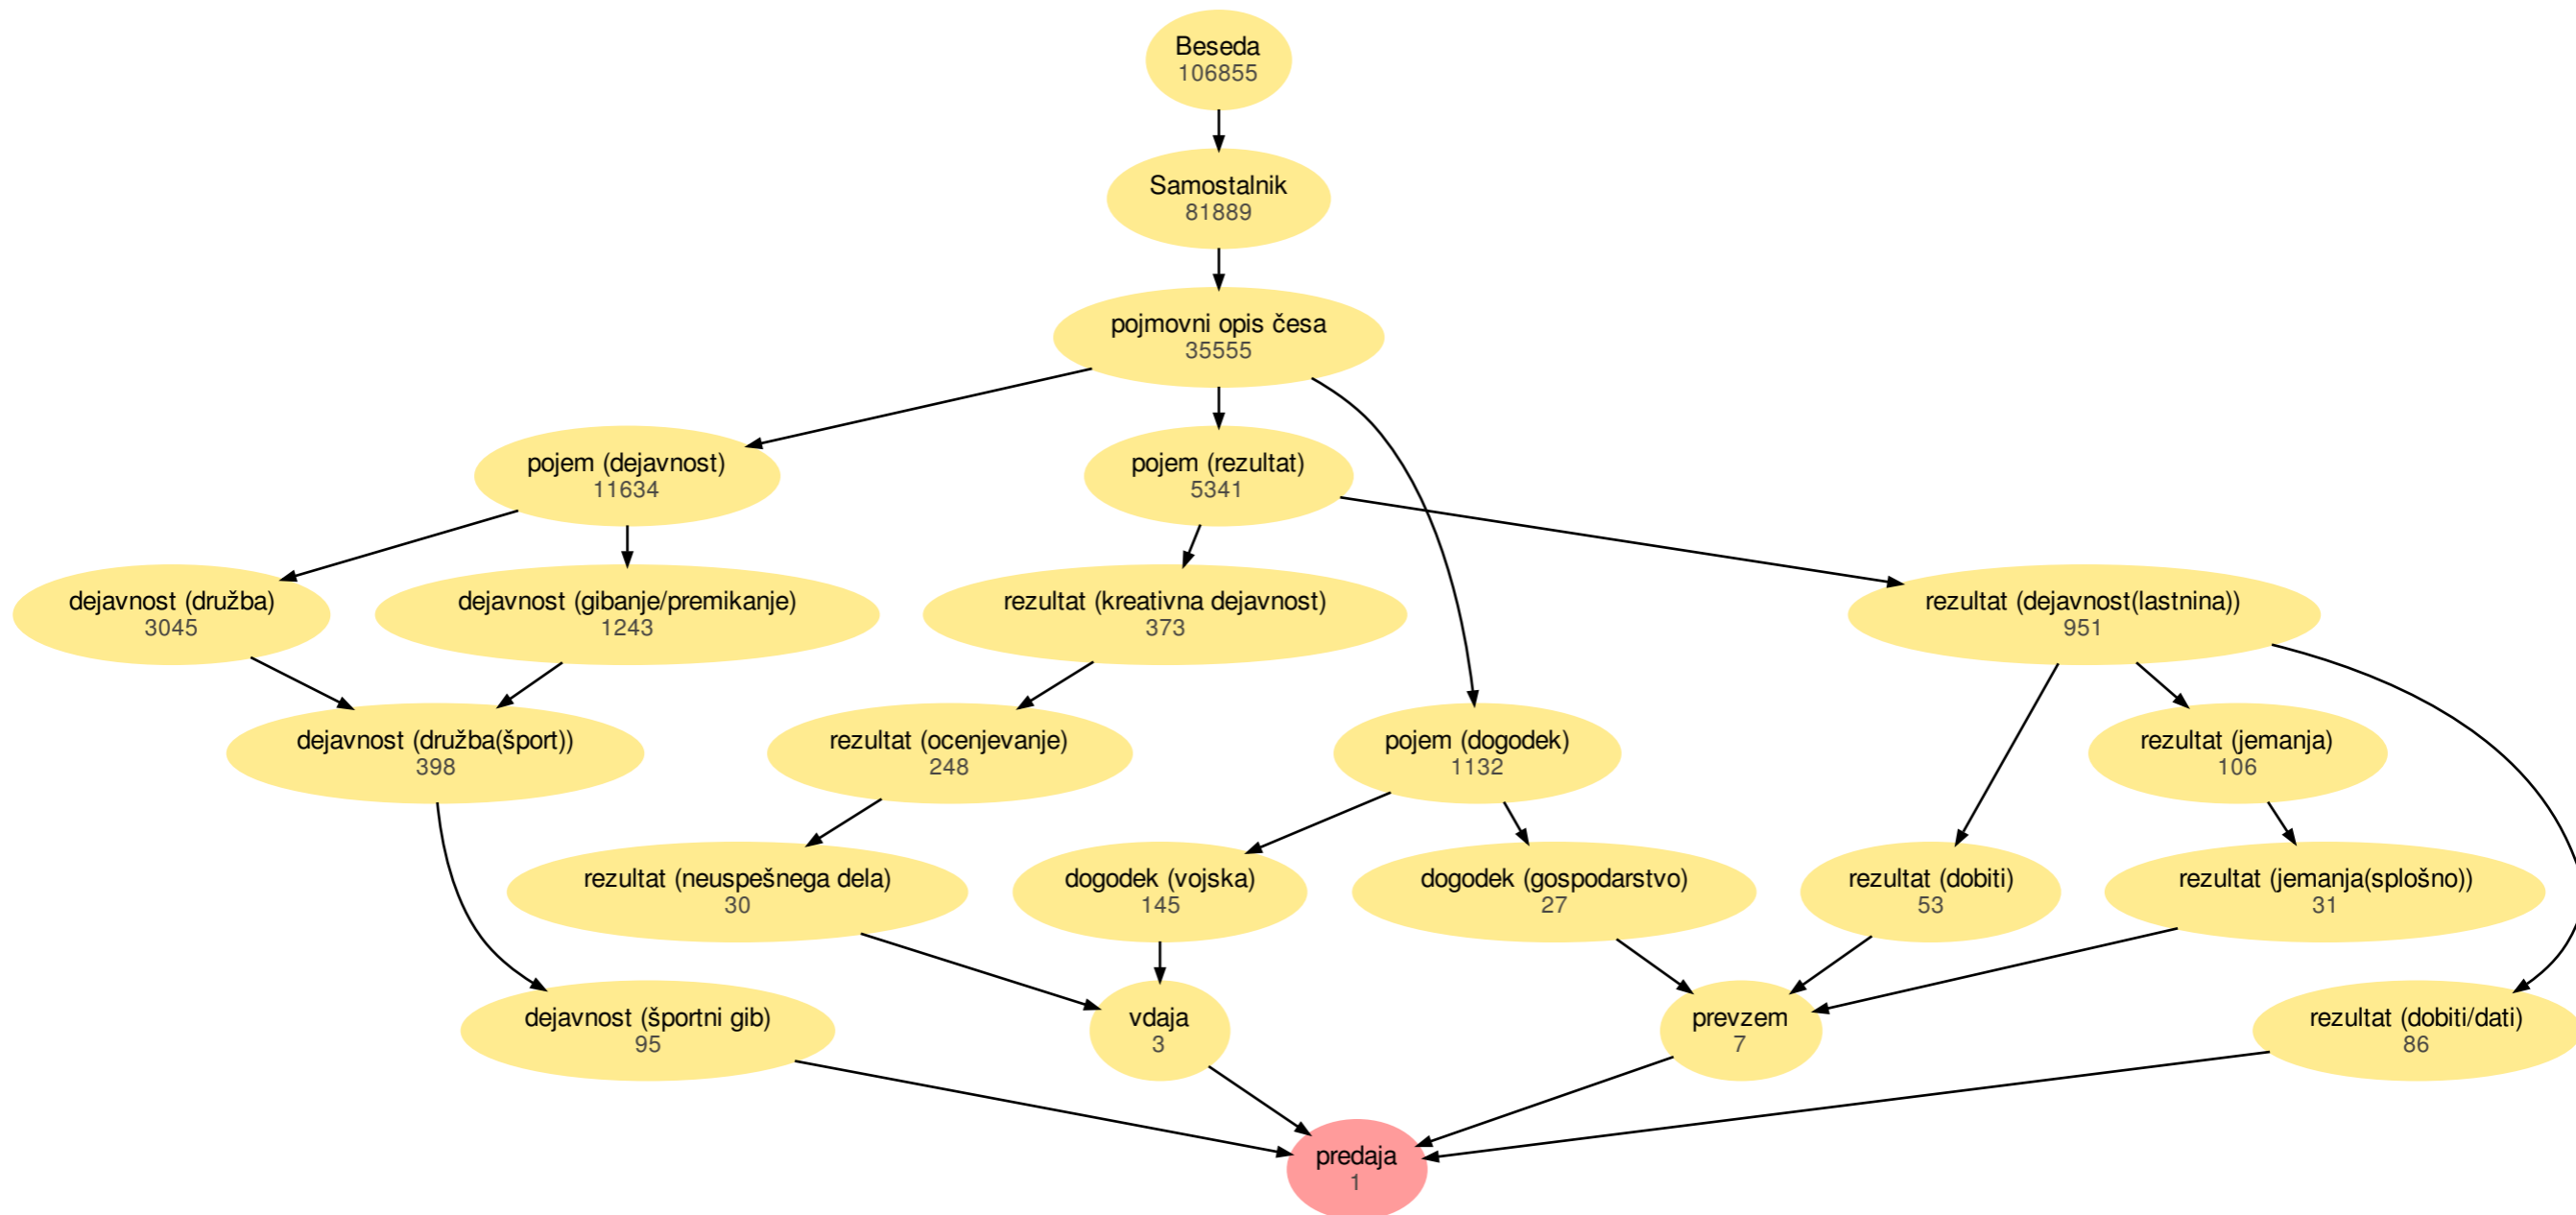 Beseda
106855
Samostalnik
81889
pojmovni opis česa
35555
pojem (dejavnost)
11634
pojem (rezultat)
5341
dejavnost (družba)
3045
dejavnost (gibanje/premikanje)
1243
rezultat (kreativna dejavnost)
373
rezultat (dejavnost(lastnina))
951
dejavnost (družba(šport))
398
rezultat (ocenjevanje)
248
pojem (dogodek)
1132
rezultat (jemanja)
106
rezultat (neuspešnega dela)
30
dogodek (vojska)
145
dogodek (gospodarstvo)
27
rezultat (dobiti)
53
rezultat (jemanja(splošno))
31
dejavnost (športni gib)
95
vdaja
3
prevzem
7
rezultat (dobiti/dati)
86
predaja
1